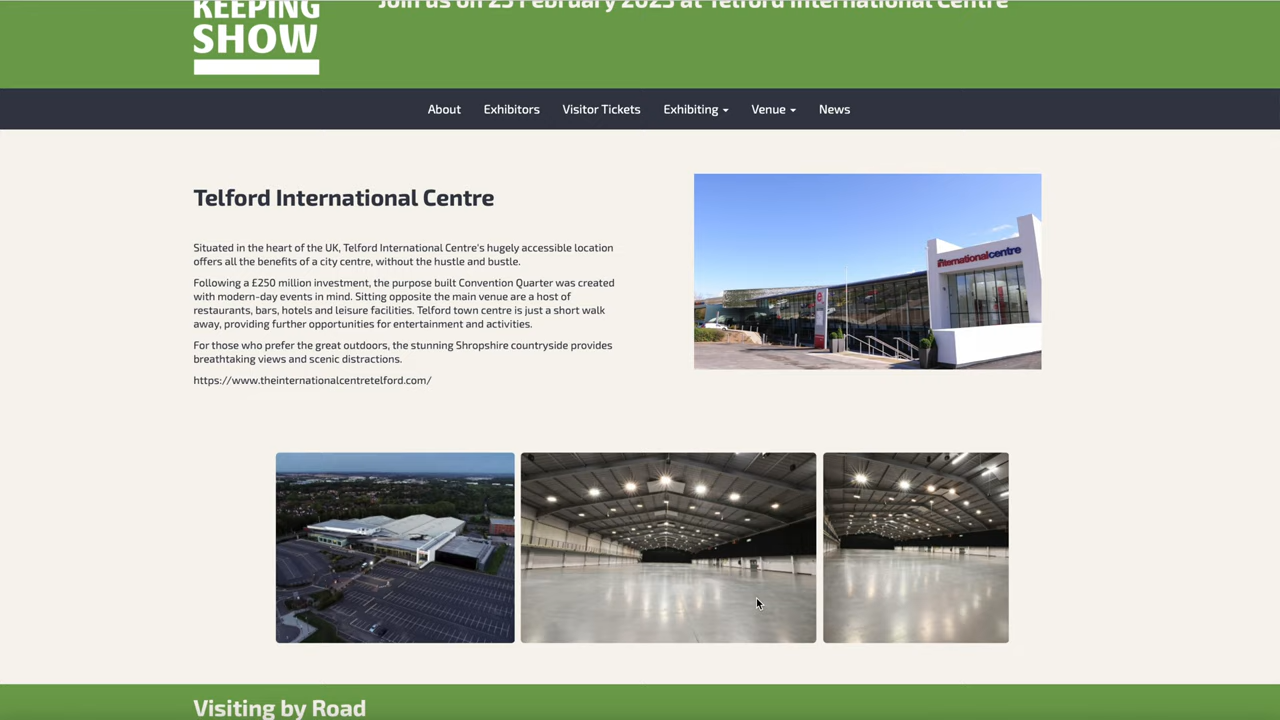 KEEPING
SHOW
Join us on 25 February 2025 at Telford International Centre
About Exhibitors Visitor Tickets Exhibiting Venue News
Telford International Centre
Situated in the heart of the UK, Telford International Centre's hugely accessible location
offers all the benefits of a city centre, without the hustle and bustle.
Following a £250 million investment, the purpose built Convention Quarter was created
with modern-day events in mind. Sitting opposite the main venue are a host of
restaurants, bars, hotels and leisure facilities. Telford town centre is just a short walk
away, providing further opportunities for entertainment and activities.
For those who prefer the great outdoors, the stunning Shropshire countryside provides
breathtaking views and scenic distractions.
https://www.theinternationalcentretelford.com/
internationalcentre
Visiting by Road